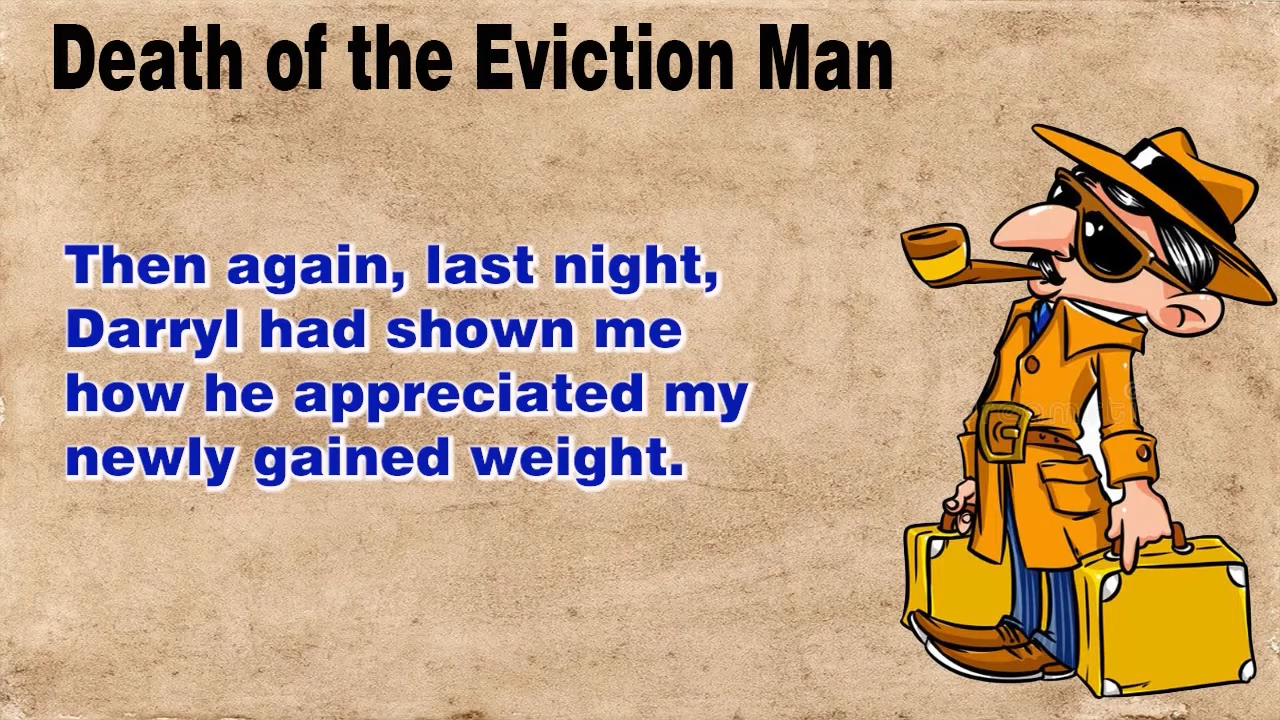 Death of the Eviction Man
Then again, last night,
Darryl had shown me
how he appreciated my
newly gained weight.